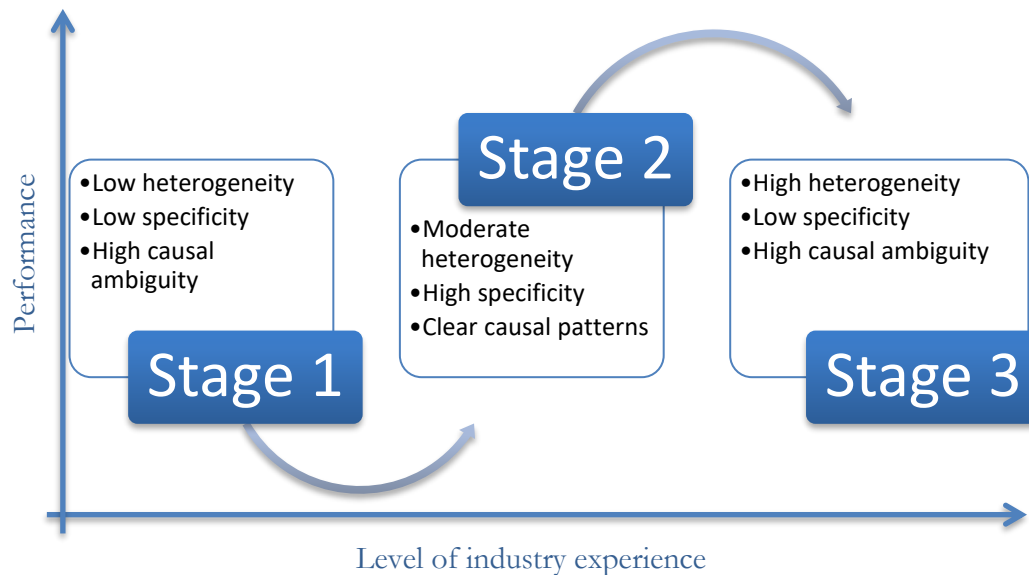 Performance
•Low heterogeneity
•Low specificity
•High causal
ambiguity
Stage 1
Stage 2
•Moderate
heterogeneity
•High specificity
•Clear causal patterns
•High heterogeneity
•Low specificity
•High causal ambiguity
Stage 3
Level of industry experience